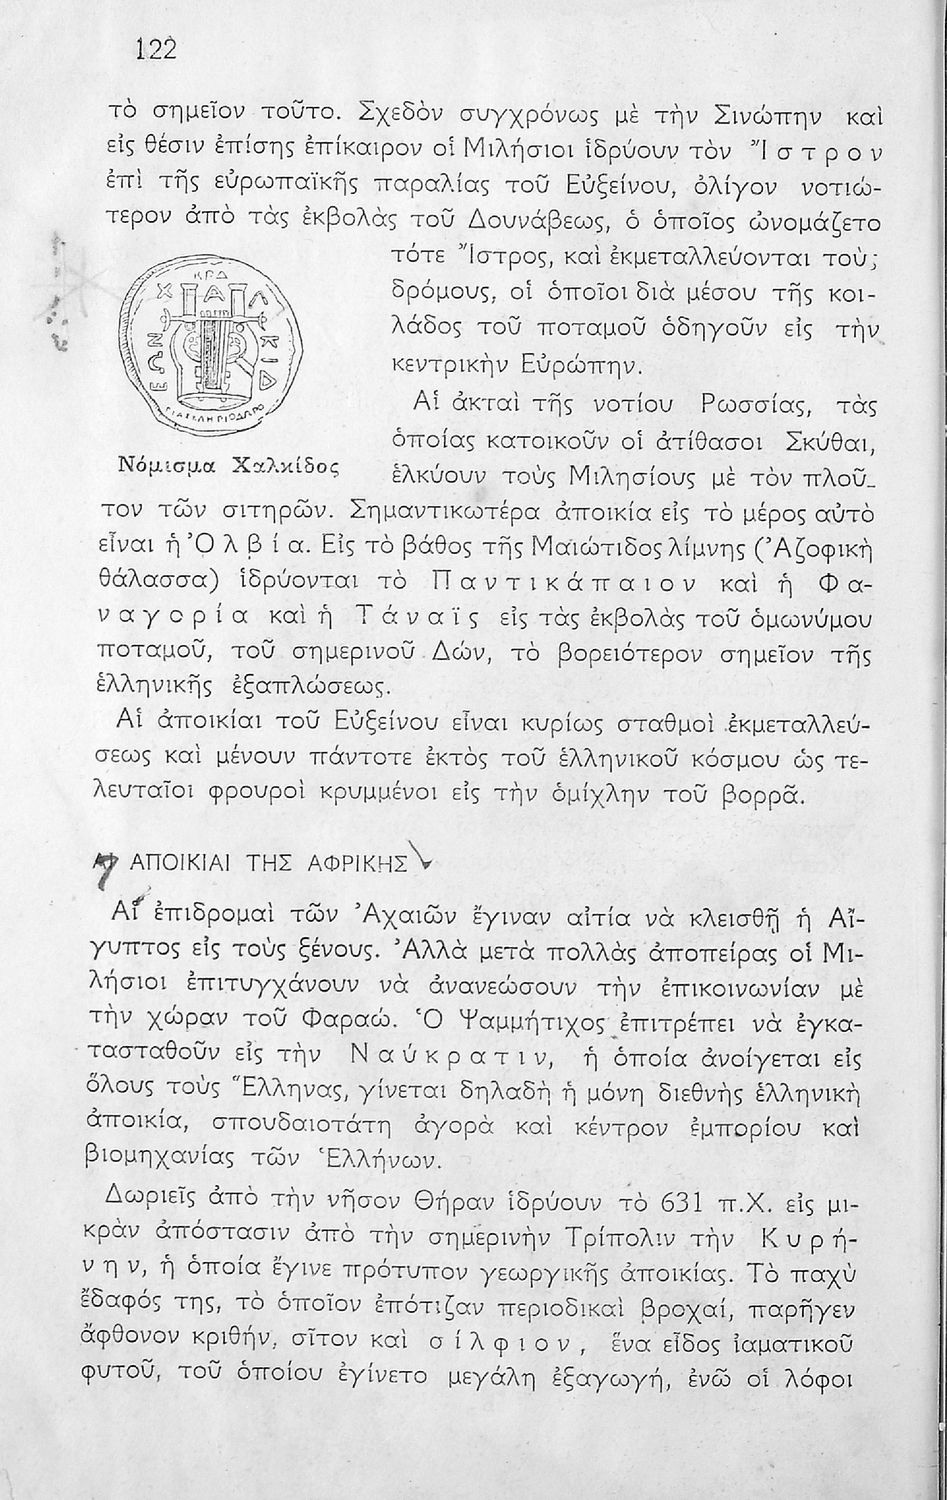 122
τὸ σημεῖον τοῦτο. Σχεδὸν συγχρόνως μὲ τὴν Σινώπην καὶ
εἰς θέσιν ἐπίσης ἐπίκαιρον οἱ Μιλήσιοι ἱδρύουν τὸν Ἴ σ τ ρ ο ν
ἐπὶ τῆς εὐρωπαϊκῆς παραλίας τοῦ Εὐξείνου, ὀλίγον νοτιώ-
τερον ἀπὸ τὰς ἐκβολὰς τοῦ Δουνάβεως, ὁ ὁποῖος ὠνομάζετο
τότε Ἴστρος, καὶ ἐκμεταλλεύονται τοὺς
δρόμους, οἱ ὁποῖοι διὰ μέσου τῆς κοι-
λάδος τοῦ ποταμοῦ ὁδηγοῦν εἰς τὴν
κεντρικὴν Εὐρώπην.
Αἱ ἀκταὶ τῆς νοτίου Ρωσσίας, τὰς
ὁποίας κατοικοῦν οἱ ἀτίθασοι Σκύθαι,
ἑλκύουν τοὺς Μιλησίους μὲ τὸν πλοῦ-
ΚΡΔ
ΧΑΛ
ΚΙΔ
ΕΩΝ
Νόμισμα Χαλκίδος
τον τῶν σιτηρῶν. Σημαντικωτέρα ἀποικία εἰς τὸ μέρος αὐτὸ
εἶναι ἡ Ὀ λ β ί α. Εἰς τὸ βάθος τῆς Μαιώτιδος λίμνης (Ἀζοφικὴ
θάλασσα) ἱδρύονται τὸ Π α ν τ ι κ ά π α ι ο ν καὶ ἡ Φ α-
ν α γ ο ρ ί α καὶ ἡ Τ ά ν α ϊ ς εἰς τὰς ἐκβολὰς τοῦ ὁμωνύμου
ποταμοῦ, τοῦ σημερινοῦ Δών, τὸ βορειότερον σημεῖον τῆς
ἑλληνικῆς ἐξαπλώσεως.
Αἱ ἀποικίαι τοῦ Εὐξείνου εἶναι κυρίως σταθμοὶ ἐκμεταλλεύ-
σεως καὶ μένουν πάντοτε ἐκτὸς τοῦ ἑλληνικοῦ κόσμου ὡς τε-
λευταῖοι φρουροὶ κρυμμένοι εἰς τὴν ὁμίχλην τοῦ βορρᾶ.
ΑΠΟΙΚΙΑΙ ΤΗΣ ΑΦΡΙΚΗΣ
Αἱ ἐπιδρομαὶ τῶν Ἀχαιῶν ἔγιναν αἰτία νὰ κλεισθῇ ἡ Αἴ-
γυπτος εἰς τοὺς ξένους. Ἀλλὰ μετὰ πολλὰς ἀποπείρας οἱ Μι-
λήσιοι ἐπιτυγχάνουν νὰ ἀνανεώσουν τὴν ἐπικοινωνίαν μὲ
τὴν χώραν τοῦ Φαραώ. Ὁ Ψαμμήτιχος ἐπιτρέπει νὰ ἐγκα-
τασταθοῦν εἰς τὴν Ν α ύ κ ρ α τ ι ν, ἡ ὁποία ἀνοίγεται εἰς
ὅλους τοὺς Ἕλληνας, γίνεται δηλαδὴ ἡ μόνη διεθνὴς ἑλληνικὴ
ἀποικία, σπουδαιοτάτη ἀγορὰ καὶ κέντρον ἐμπορίου καὶ
βιομηχανίας τῶν Ἑλλήνων.
Δωριεῖς ἀπὸ τὴν νῆσον Θήραν ἱδρύουν τὸ 631 π.Χ. εἰς μι-
κρὰν ἀπόστασιν ἀπὸ τὴν σημερινὴν Τρίπολιν τὴν Κ υ ρ ή-
ν η ν, ἡ ὁποία ἔγινε πρότυπον γεωργικῆς ἀποικίας. Τὸ παχὺ
ἔδαφός της, τὸ ὁποῖον ἐπότιζαν περιοδικαὶ βροχαί, παρῆγεν
ἄφθονον κριθήν, σῖτον καὶ σ ί λ φ ι ο ν, ἕνα εἶδος ἰαματικοῦ
φυτοῦ, τοῦ ὁποίου ἐγίνετο μεγάλη ἐξαγωγή, ἐνῶ οἱ λόφοι